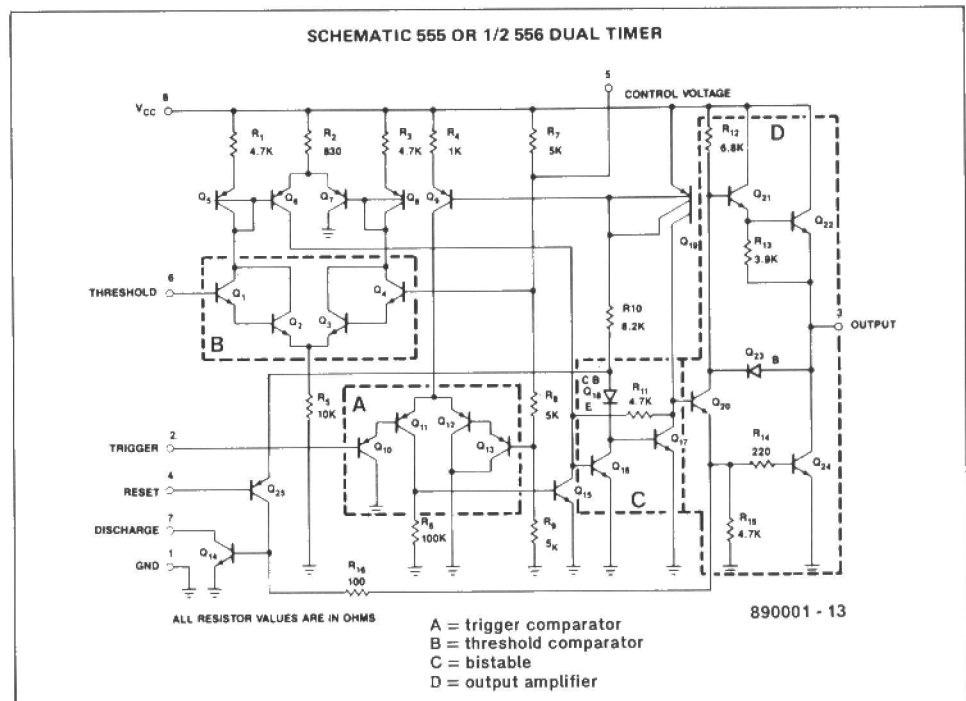 SCHEMATIC 555 OR 1/2 556 DUAL TIMER
5
CONTROL VOLTAGE
8
VCC
R1
4.7K
R2
830
R3
4.7K
R4
1K
R7
5K
R12
6.8K
D
Q5
Q6
Q7
Q8
Q9
Q19
Q21
Q22
R13
3.9K
6
THRESHOLD
Q1
Q2
Q3
Q4
B
R10
8.2K
3
OUTPUT
Q23
B
R5
10K
A
R8
5K
C B
Q18
E
R11
4.7K
Q20
2
TRIGGER
Q10
Q11
Q12
Q13
Q16
Q17
R14
220
Q24
4
RESET
Q25
Q15
C
7
DISCHARGE
Q14
R6
100K
R9
5K
R15
4.7K
1
GND
R16
100
ALL RESISTOR VALUES ARE IN OHMS
890001 - 13
A = trigger comparator
B = threshold comparator
C = bistable
D = output amplifier